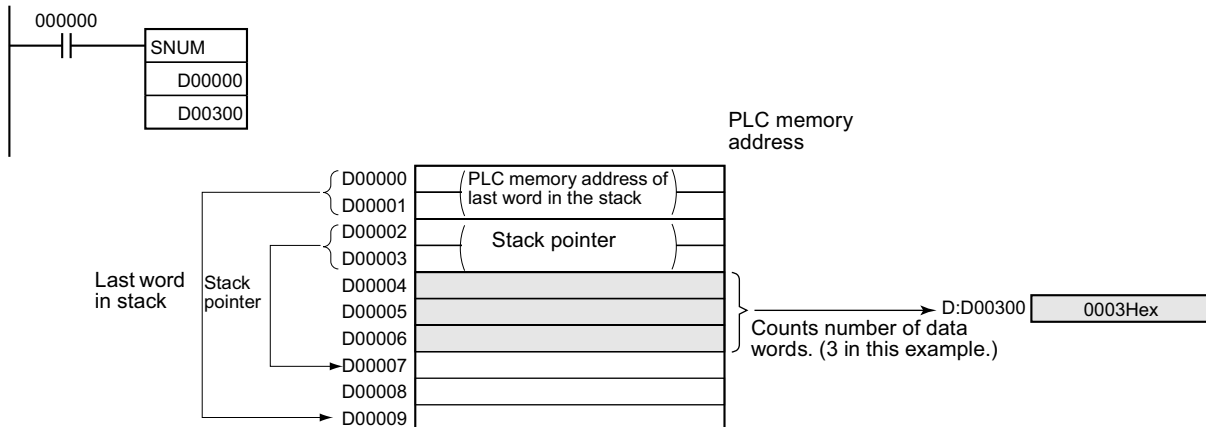 000000
SNUM
D00000
D00300
PLC memory
address
D00000
D00001
D00002
D00003
D00004
D00005
D00006
D00007
D00008
D00009
(PLC memory address of
last word in the stack)
Stack pointer
Last word
in stack
Stack
pointer
Counts number of data
words. (3 in this example.)
D:D00300
0003Hex